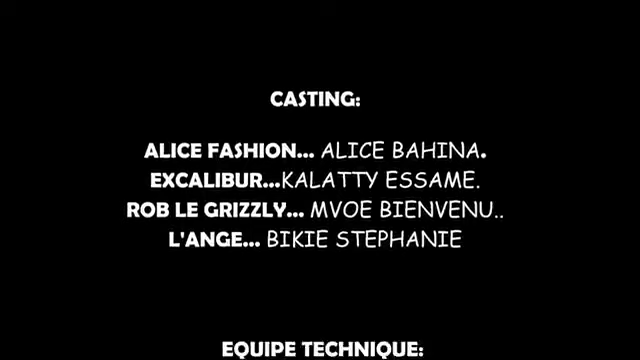 CASTING:
ALICE FASHION... ALICE BAHINA.
EXCALIBUR...KALATTY ESSAME.
ROB LE GRIZZLY... MVOE BIENVENU..
L'ANGE... BIKIE STEPHANIE
EQUIPE TECHNIQUE: